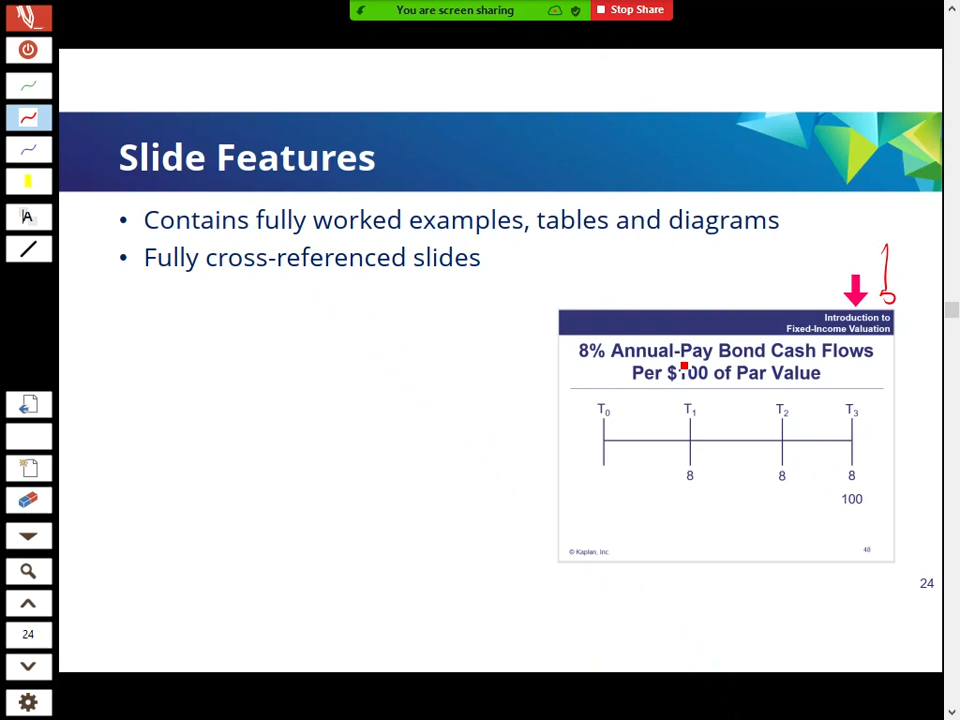 You are screen sharing
Stop Share
Slide Features
• Contains fully worked examples, tables and diagrams
• Fully cross-referenced slides
Introduction to
Fixed-Income Valuation
8% Annual-Pay Bond Cash Flows
Per $100 of Par Value
T0 T1 T2 T3
8 8 8
100
© Kaplan, Inc. 48
24
A
24